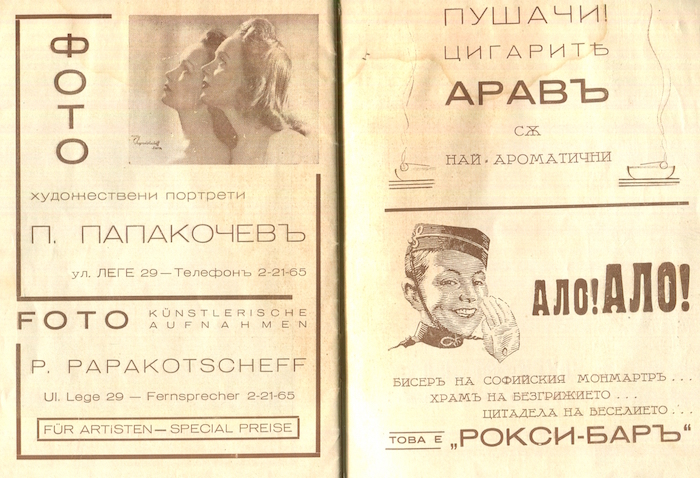 ФОТО
художествени портрети
П. ПАПАКОЧЕВЪ
ул. ЛЕГЕ 29 — Телефонъ 2-21-65
FOTO KÜNSTLERISCHE
AUFNAHMEN
P. PAPAKOTSCHEFF
Ul. Lege 29 — Fernsprecher 2-21-65
FÜR ARTISTEN — SPECIAL PREISE
ПУШАЧИ!
ЦИГАРИТѢ
АРАВЪ
СѪ
НАЙ-АРОМАТИЧНИ
АЛО! АЛО!
БИСЕРЪ НА СОФИЙСКИЯ МОНМАРТРЪ...
ХРАМЪ НА БЕЗГРИЖИЕТО...
ЦИТАДЕЛА НА ВЕСЕЛИЕТО...
ТОВА Е „РОКСИ-БАРЪ“